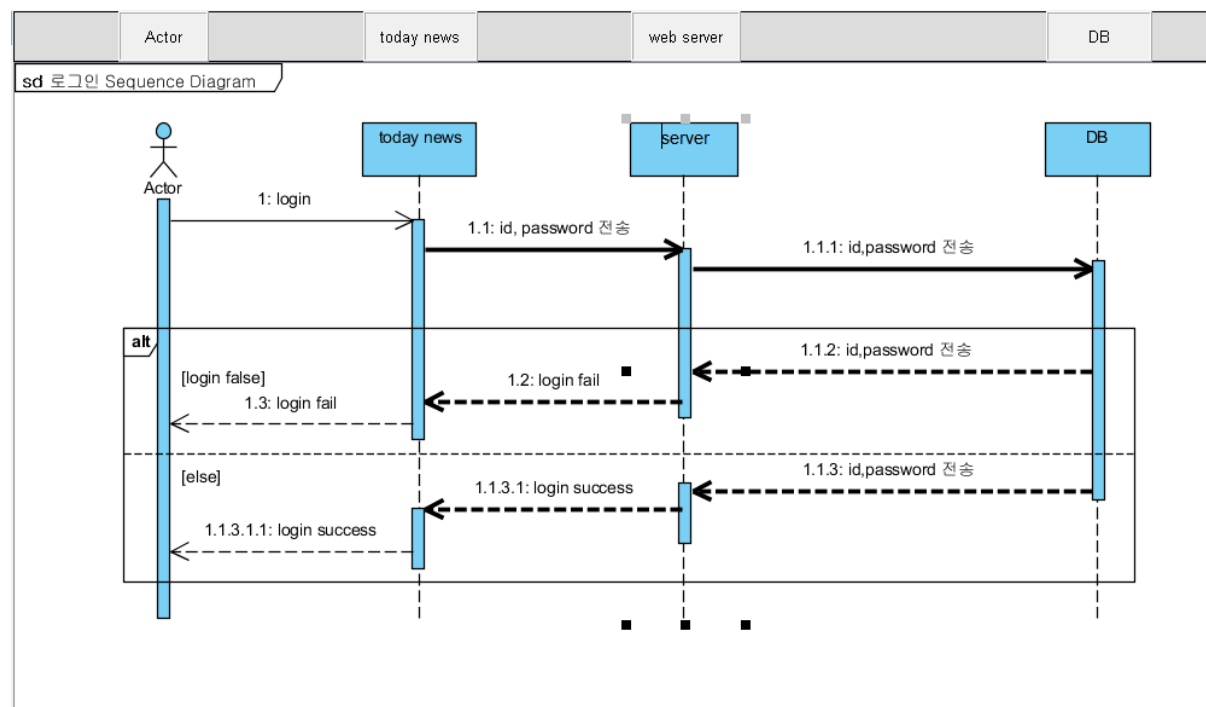 Actor
today news
web server
DB
sd 로그인 Sequence Diagram
today news
server
DB
Actor
1: login
1.1: id, password 전송
1.1.1: id,password 전송
alt
1.1.2: id,password 전송
[login false]
1.2: login fail
1.3: login fail
[else]
1.1.3: id,password 전송
1.1.3.1: login success
1.1.3.1.1: login success